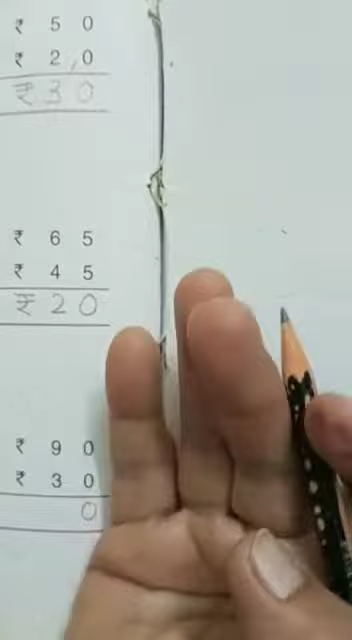 ₹ 5 0
₹ 2,0
₹ 3 0
₹ 6 5
₹ 4 5
₹ 2 0
₹ 9 0
₹ 3 0
0